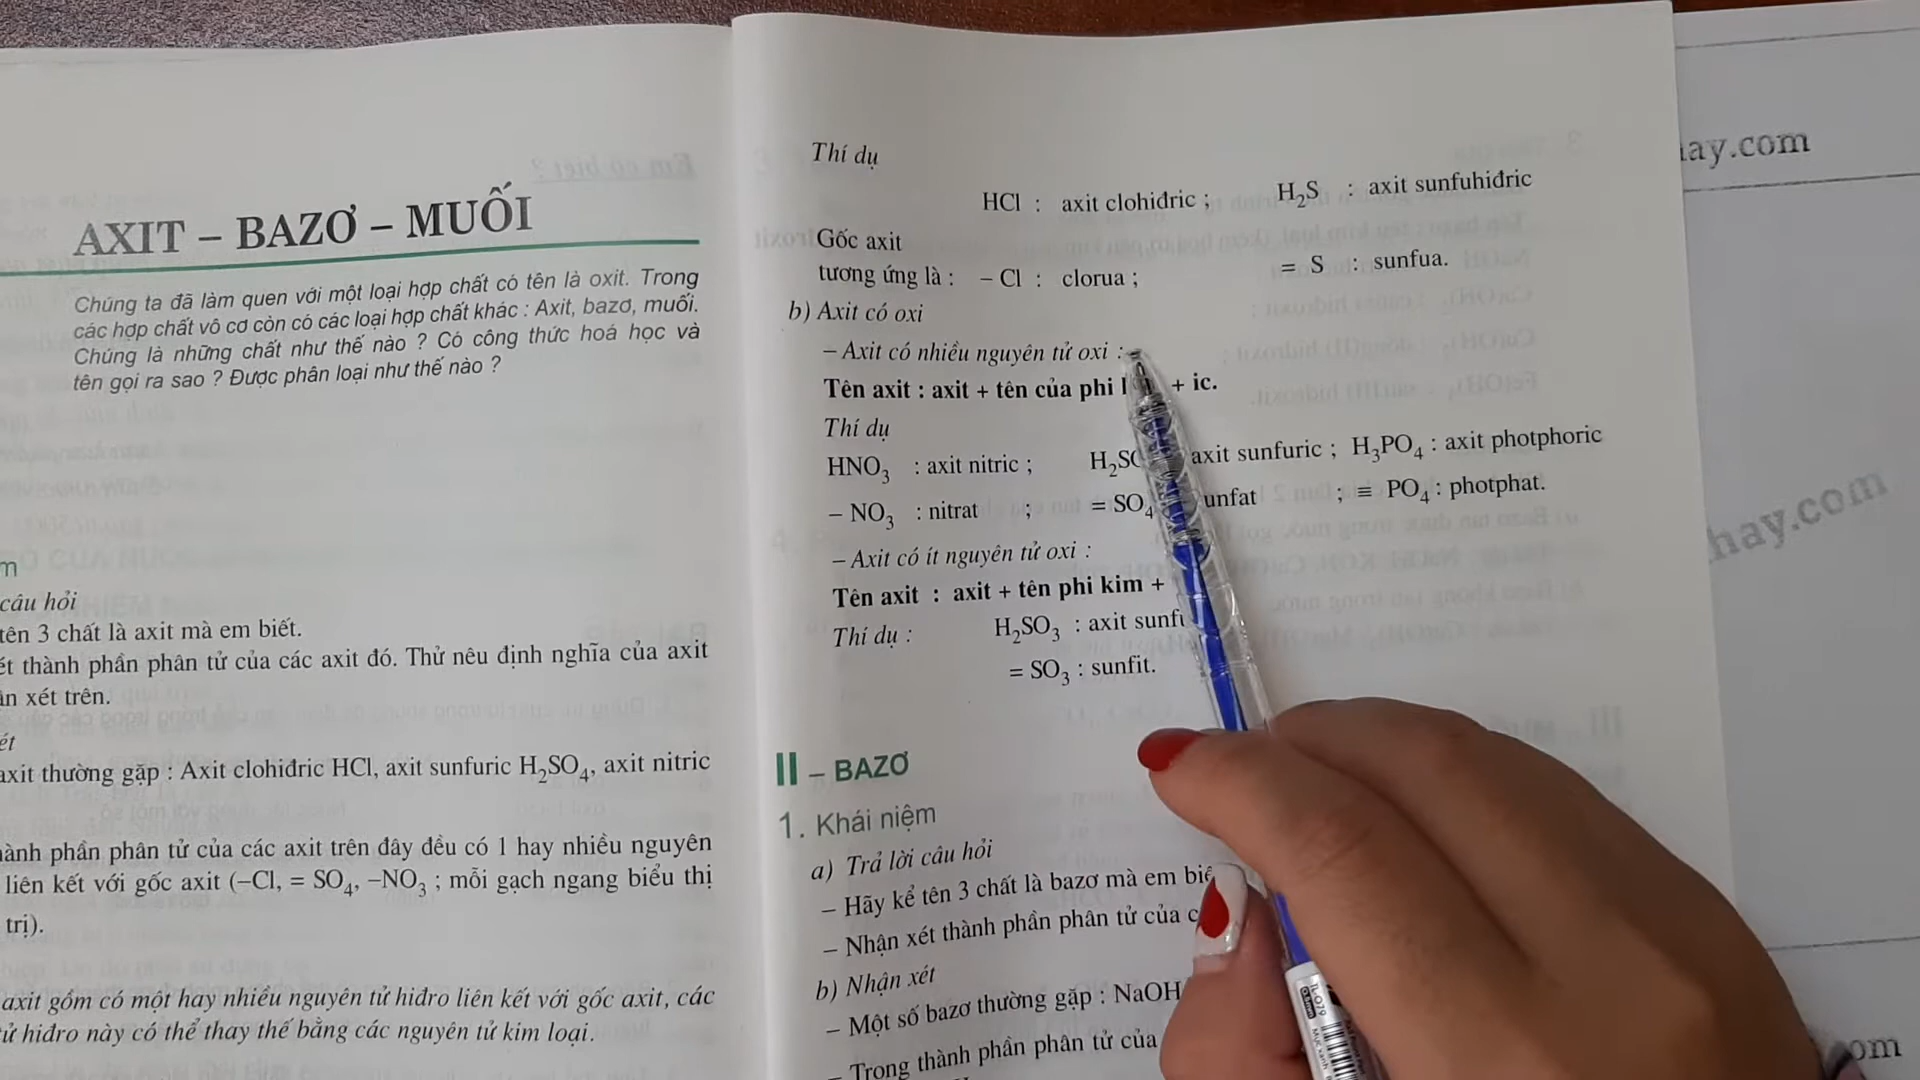 AXIT – BAZƠ – MUỐI
Chúng ta đã làm quen với một loại hợp chất có tên là oxit. Trong
các hợp chất vô cơ còn có các loại hợp chất khác : Axit, bazơ, muối.
Chúng là những chất như thế nào ? Có công thức hoá học và
tên gọi ra sao ? Được phân loại như thế nào ?
câu hỏi
tên 3 chất là axit mà em biết.
thành phần phân tử của các axit đó. Thử nêu định nghĩa của axit
xét trên.
axit thường gặp : Axit clohiđric HCl, axit sunfuric H₂SO₄, axit nitric
thành phần phân tử của các axit trên đây đều có 1 hay nhiều nguyên
liên kết với gốc axit (–Cl, = SO₄, –NO₃ ; mỗi gạch ngang biểu thị
trị).
axit gồm có một hay nhiều nguyên tử hiđro liên kết với gốc axit, các
hiđro này có thể thay thế bằng các nguyên tử kim loại.
Thí dụ
HCl : axit clohiđric ; H₂S : axit sunfuhiđric
Gốc axit
tương ứng là : – Cl : clorua ; = S : sunfua.
b) Axit có oxi
– Axit có nhiều nguyên tử oxi :
Tên axit : axit + tên của phi + ic.
Thí dụ
HNO₃ : axit nitric ; axit sunfuric ; H₃PO₄ : axit photphoric
– NO₃ : nitrat ; = SO₄ unfat ; ≡ PO₄ : photphat.
– Axit có ít nguyên tử oxi :
Tên axit : axit + tên phi kim +
Thí dụ : H₂SO₃ : axit sunf
= SO₃ : sunfit.
II – BAZƠ
1. Khái niệm
a) Trả lời câu hỏi
– Hãy kể tên 3 chất là bazơ mà em
– Nhận xét thành phần phân tử của
b) Nhận xét
– Một số bazơ thường gặp : NaOH
– Trong thành phần phân tử của
hay.com
hay.com
om
TL-079
0.5mm